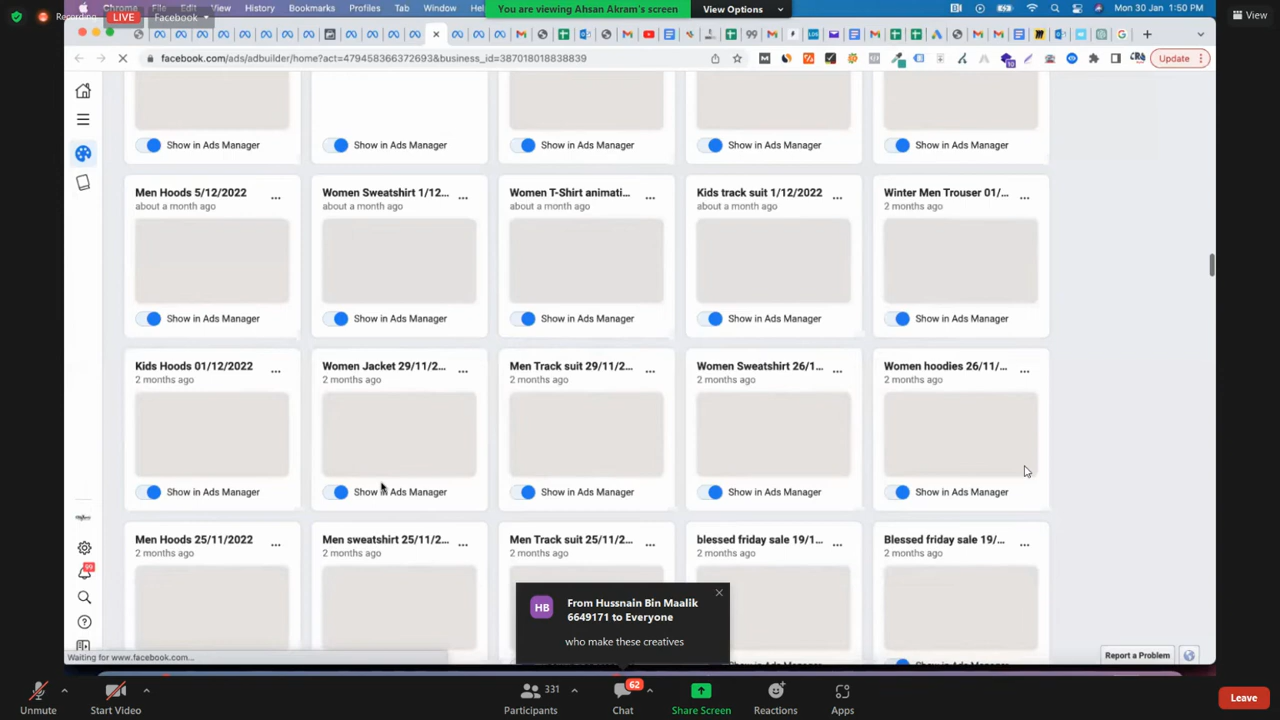 Recording
LIVE
Facebook
You are viewing Ahsan Akram's screen
View Options
View
Chrome File Edit View History Bookmarks Profiles Tab Window
Mon 30 Jan 1:50 PM
facebook.com/ads/adbuilder/home?act=479458366372693&business_id=387018018838839
Update
Show in Ads Manager
Show in Ads Manager
Show in Ads Manager
Show in Ads Manager
Show in Ads Manager
Men Hoods 5/12/2022
about a month ago
Women Sweatshirt 1/12...
about a month ago
Women T-Shirt animati...
about a month ago
Kids track suit 1/12/2022
about a month ago
Winter Men Trouser 01/...
2 months ago
Show in Ads Manager
Show in Ads Manager
Show in Ads Manager
Show in Ads Manager
Show in Ads Manager
Kids Hoods 01/12/2022
2 months ago
Women Jacket 29/11/2...
2 months ago
Men Track suit 29/11/2...
2 months ago
Women Sweatshirt 26/1...
2 months ago
Women hoodies 26/11/...
2 months ago
Show in Ads Manager
Show in Ads Manager
Show in Ads Manager
Show in Ads Manager
Show in Ads Manager
Men Hoods 25/11/2022
2 months ago
Men sweatshirt 25/11/2...
2 months ago
Men Track suit 25/11/2...
2 months ago
blessed friday sale 19/1...
2 months ago
Blessed friday sale 19/...
2 months ago
99
From Hussnain Bin Maalik
6649171 to Everyone
who make these creatives
Waiting for www.facebook.com...
Report a Problem
Unmute
Start Video
331
Participants
62
Chat
Share Screen
Reactions
Apps
Leave